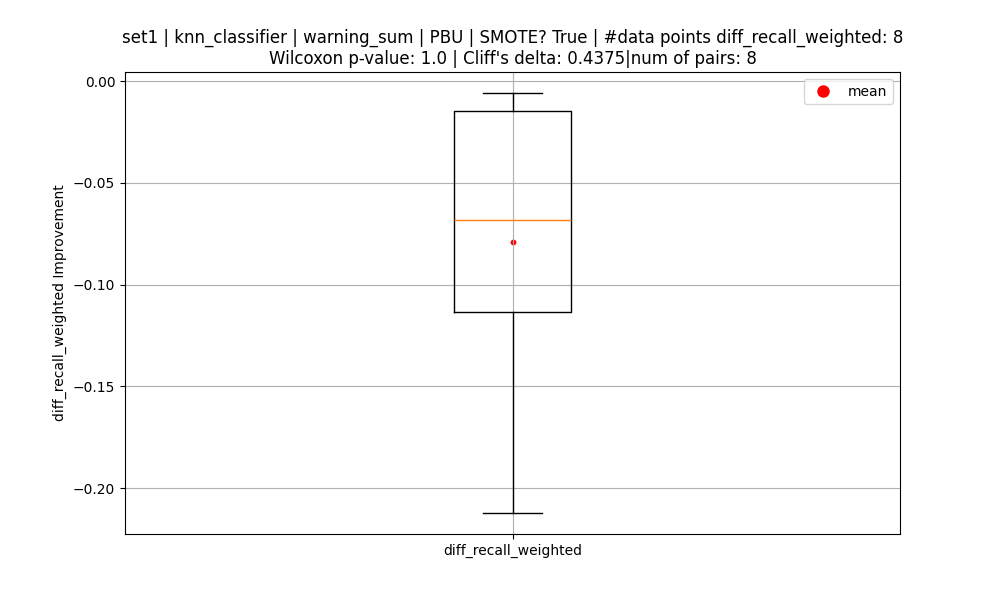 set1 | knn_classifier | warning_sum | PBU | SMOTE? True | #data points diff_recall_weighted: 8
Wilcoxon p-value: 1.0 | Cliff's delta: 0.4375|num of pairs: 8
mean
0.00
−0.05
−0.10
−0.15
−0.20
diff_recall_weighted Improvement
diff_recall_weighted